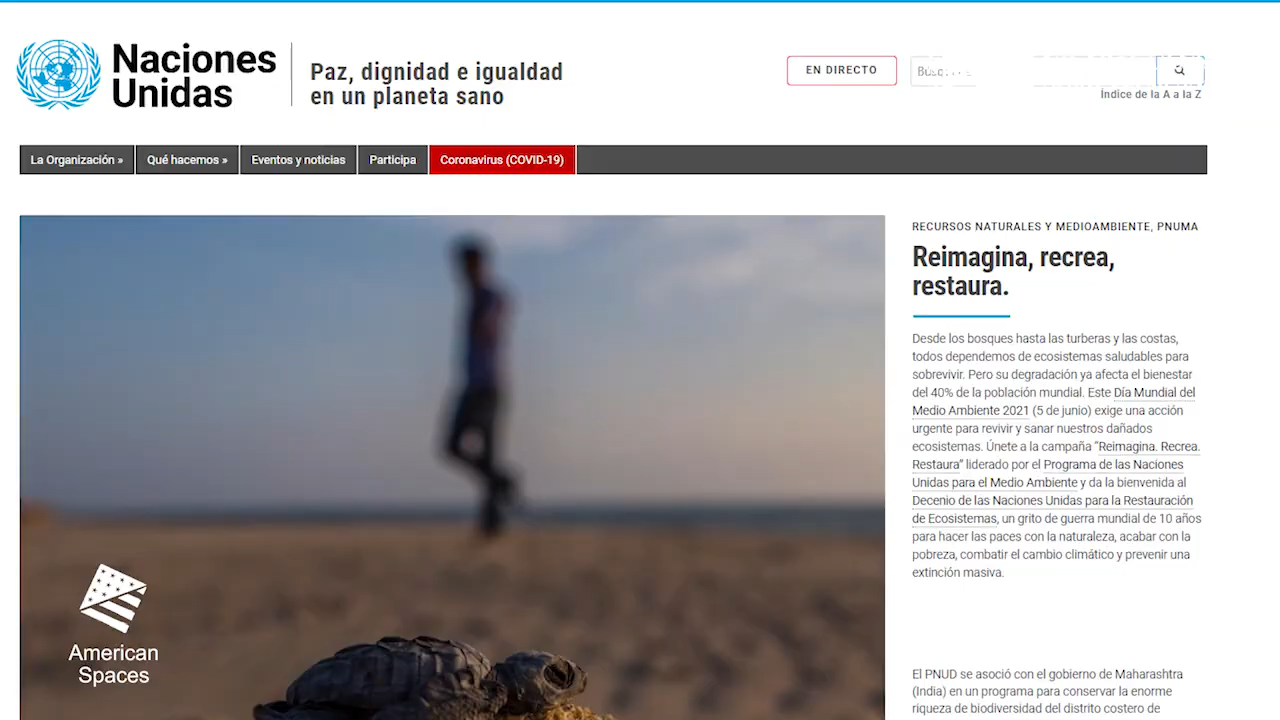 Naciones
Unidas
Paz, dignidad e igualdad
en un planeta sano
EN DIRECTO
Índice de la A a la Z
La Organización »
Qué hacemos »
Eventos y noticias
Participa
Coronavirus (COVID-19)
RECURSOS NATURALES Y MEDIOAMBIENTE, PNUMA
Reimagina, recrea,
restaura.
Desde los bosques hasta las turberas y las costas,
todos dependemos de ecosistemas saludables para
sobrevivir. Pero su degradación ya afecta el bienestar
del 40% de la población mundial. Este Día Mundial del
Medio Ambiente 2021 (5 de junio) exige una acción
urgente para revivir y sanar nuestros dañados
ecosistemas. Únete a la campaña "Reimagina. Recrea.
Restaura" liderado por el Programa de las Naciones
Unidas para el Medio Ambiente y da la bienvenida al
Decenio de las Naciones Unidas para la Restauración
de Ecosistemas, un grito de guerra mundial de 10 años
para hacer las paces con la naturaleza, acabar con la
pobreza, combatir el cambio climático y prevenir una
extinción masiva.
El PNUD se asoció con el gobierno de Maharashtra
(India) en un programa para conservar la enorme
riqueza de biodiversidad del distrito costero de
American
Spaces